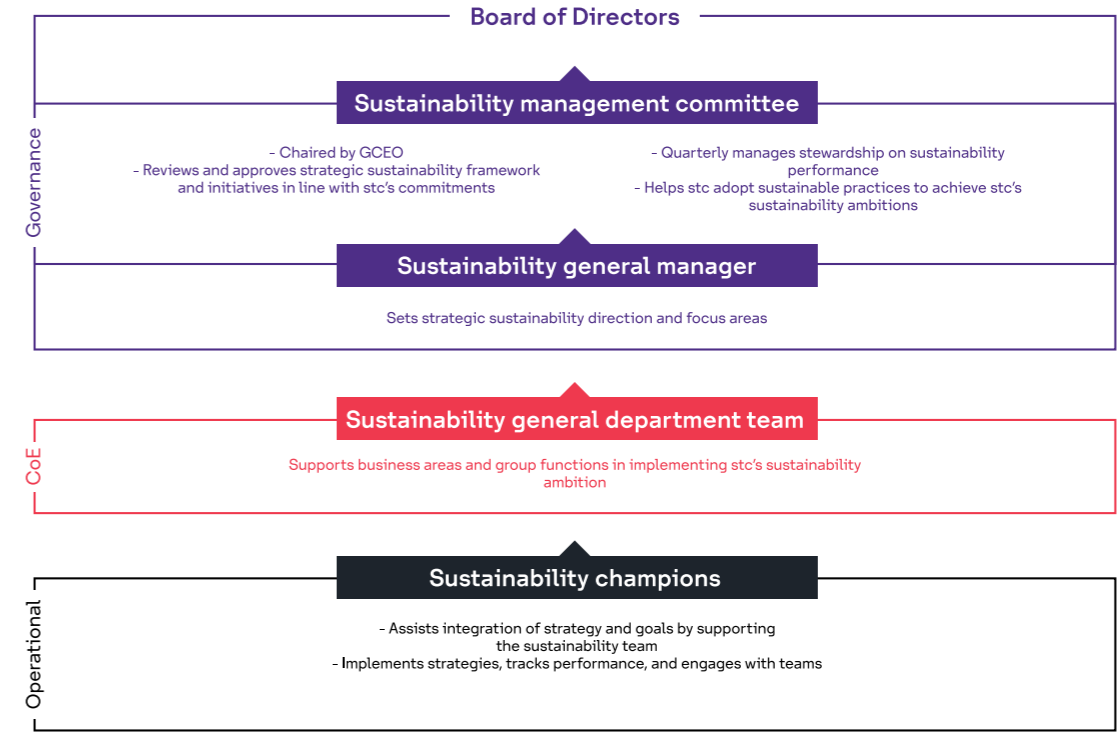 Board of Directors
Governance
Sustainability management committee
- Chaired by GCEO
- Reviews and approves strategic sustainability framework
and initiatives in line with stc's commitments
- Quarterly manages stewardship on sustainability
performance
- Helps stc adopt sustainable practices to achieve stc's
sustainability ambitions
Sustainability general manager
Sets strategic sustainability direction and focus areas
CoE
Sustainability general department team
Supports business areas and group functions in implementing stc's sustainability
ambition
Operational
Sustainability champions
- Assists integration of strategy and goals by supporting
the sustainability team
- Implements strategies, tracks performance, and engages with teams